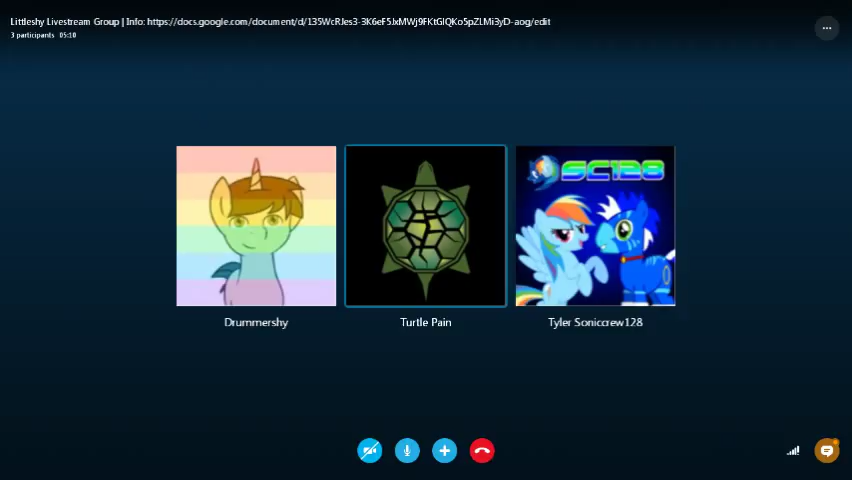 Littleshy Livestream Group | Info: https://docs.google.com/document/d/135WcRJes3-3K6eF5JxMWj9FKtGlQKo5pZLMi3yD-aog/edit
3 participants 05:10
SC128
Drummershy
Turtle Pain
Tyler Soniccrew128